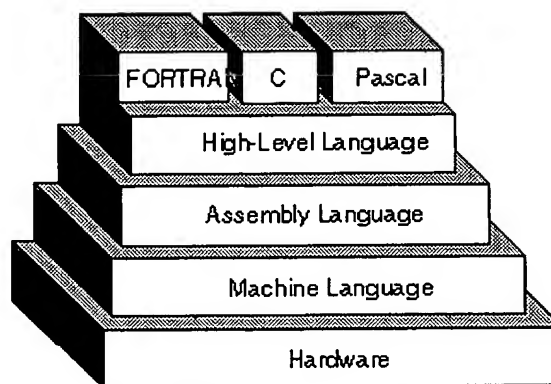 FORTRA C Pascal
High-Level Language
Assembly Language
Machine Language
Hardware